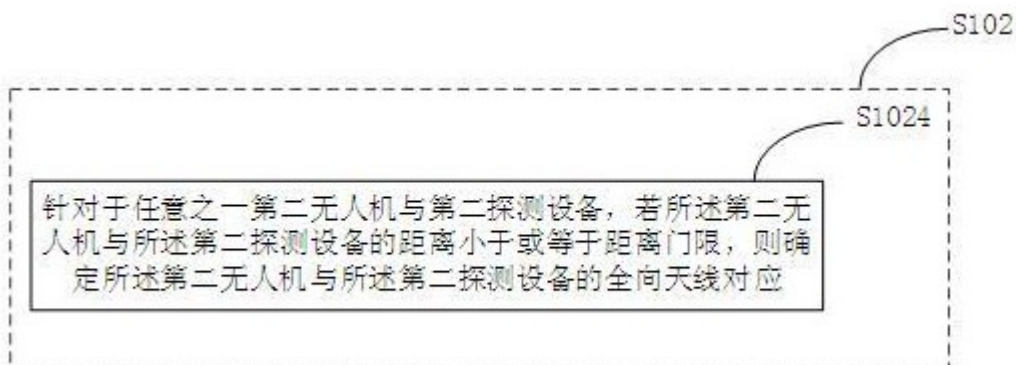 S102
S1024
针对于任意之一第二无人机与第二探测设备，若所述第二无
人机与所述第二探测设备的距离小于或等于距离门限，则确
定所述第二无人机与所述第二探测设备的全向天线对应